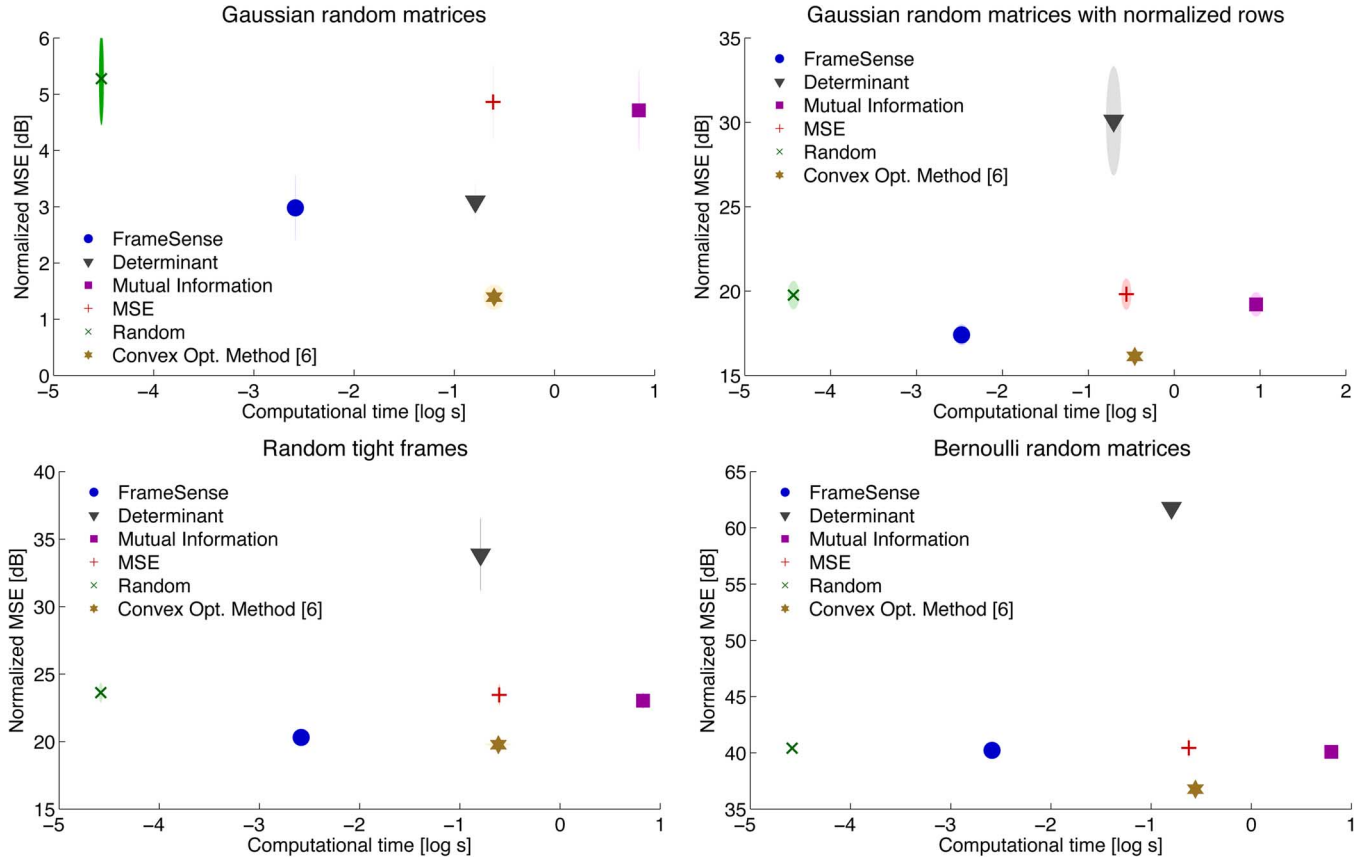 Gaussian random matrices
6
5
4
3
2
1
0
Normalized MSE [dB]
FrameSense
Determinant
Mutual Information
MSE
Random
Convex Opt. Method [6]
−5 −4 −3 −2 −1 0 1
Computational time [log s]
Gaussian random matrices with normalized rows
35
30
25
20
15
Normalized MSE [dB]
FrameSense
Determinant
Mutual Information
MSE
Random
Convex Opt. Method [6]
−5 −4 −3 −2 −1 0 1 2
Computational time [log s]
Random tight frames
40
35
30
25
20
15
Normalized MSE [dB]
FrameSense
Determinant
Mutual Information
MSE
Random
Convex Opt. Method [6]
−5 −4 −3 −2 −1 0 1
Computational time [log s]
Bernoulli random matrices
65
60
55
50
45
40
35
Normalized MSE [dB]
FrameSense
Determinant
Mutual Information
MSE
Random
Convex Opt. Method [6]
−5 −4 −3 −2 −1 0 1
Computational time [log s]